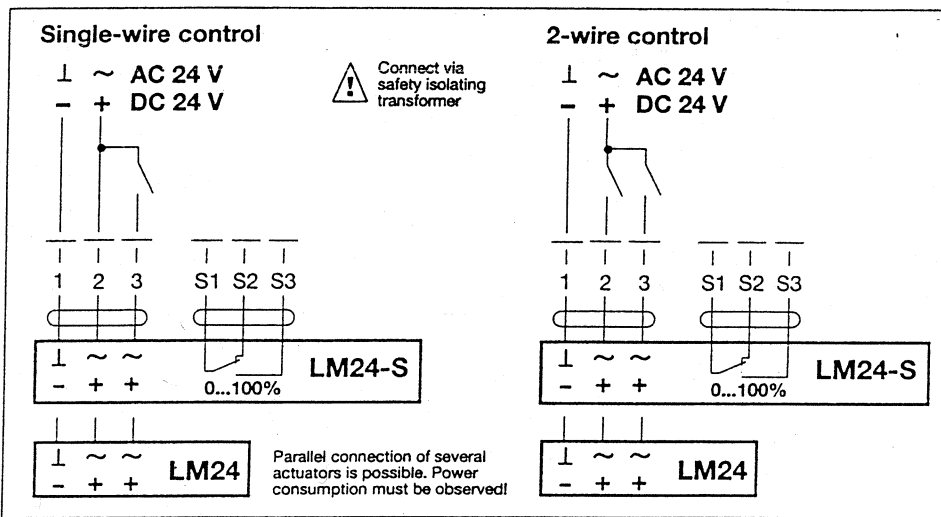 Single-wire control
⊥ ~ AC 24 V
− + DC 24 V
Connect via
safety isolating
transformer
1 2 3 S1 S2 S3
⊥ ~ ~
− + +
0...100%
LM24-S
⊥ ~ ~
− + +
LM24
Parallel connection of several
actuators is possible. Power
consumption must be observed!
2-wire control
⊥ ~ AC 24 V
− + DC 24 V
1 2 3 S1 S2 S3
⊥ ~ ~
− + +
0...100%
LM24-S
⊥ ~ ~
− + +
LM24